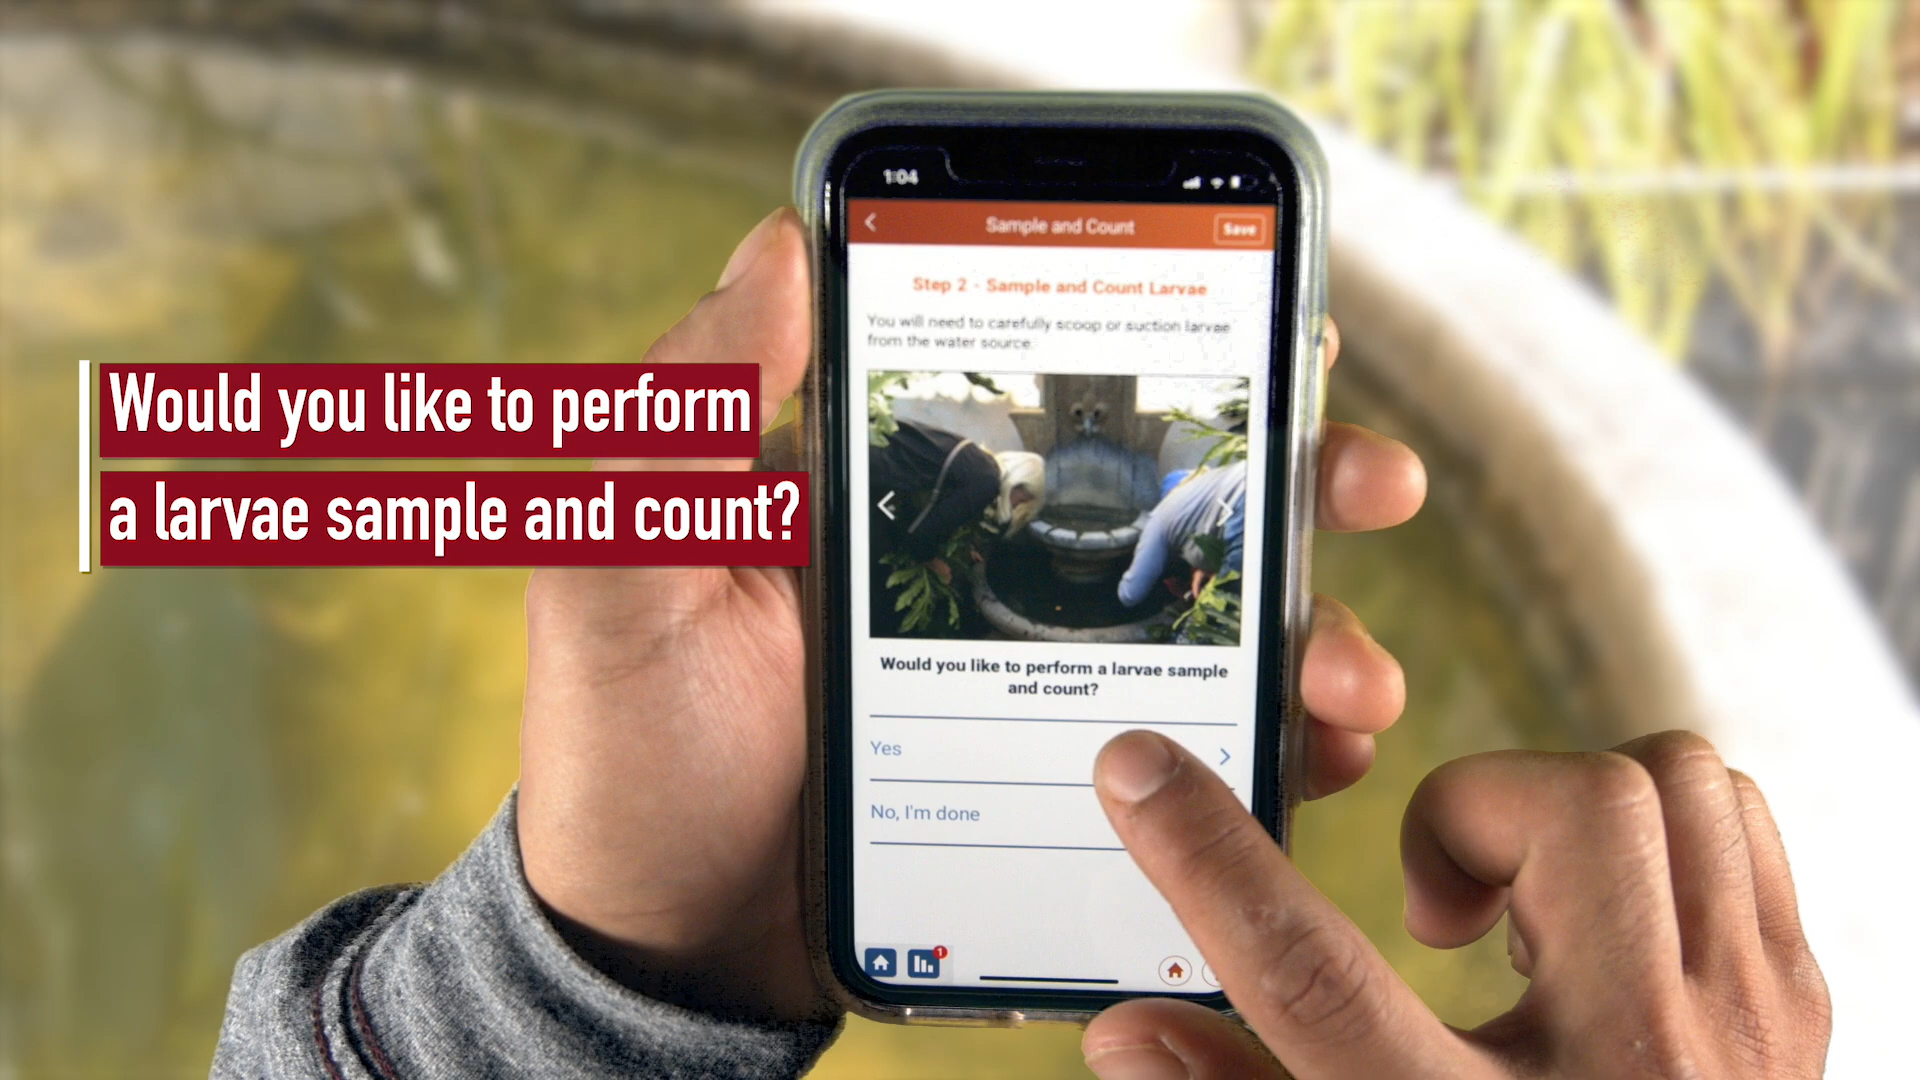 Would you like to perform
a larvae sample and count?
1:04
Sample and Count
Save
Step 2 - Sample and Count Larvae
You will need to carefully scoop or suction larvae
from the water source.
Would you like to perform a larvae sample
and count?
Yes
No, I'm done
1